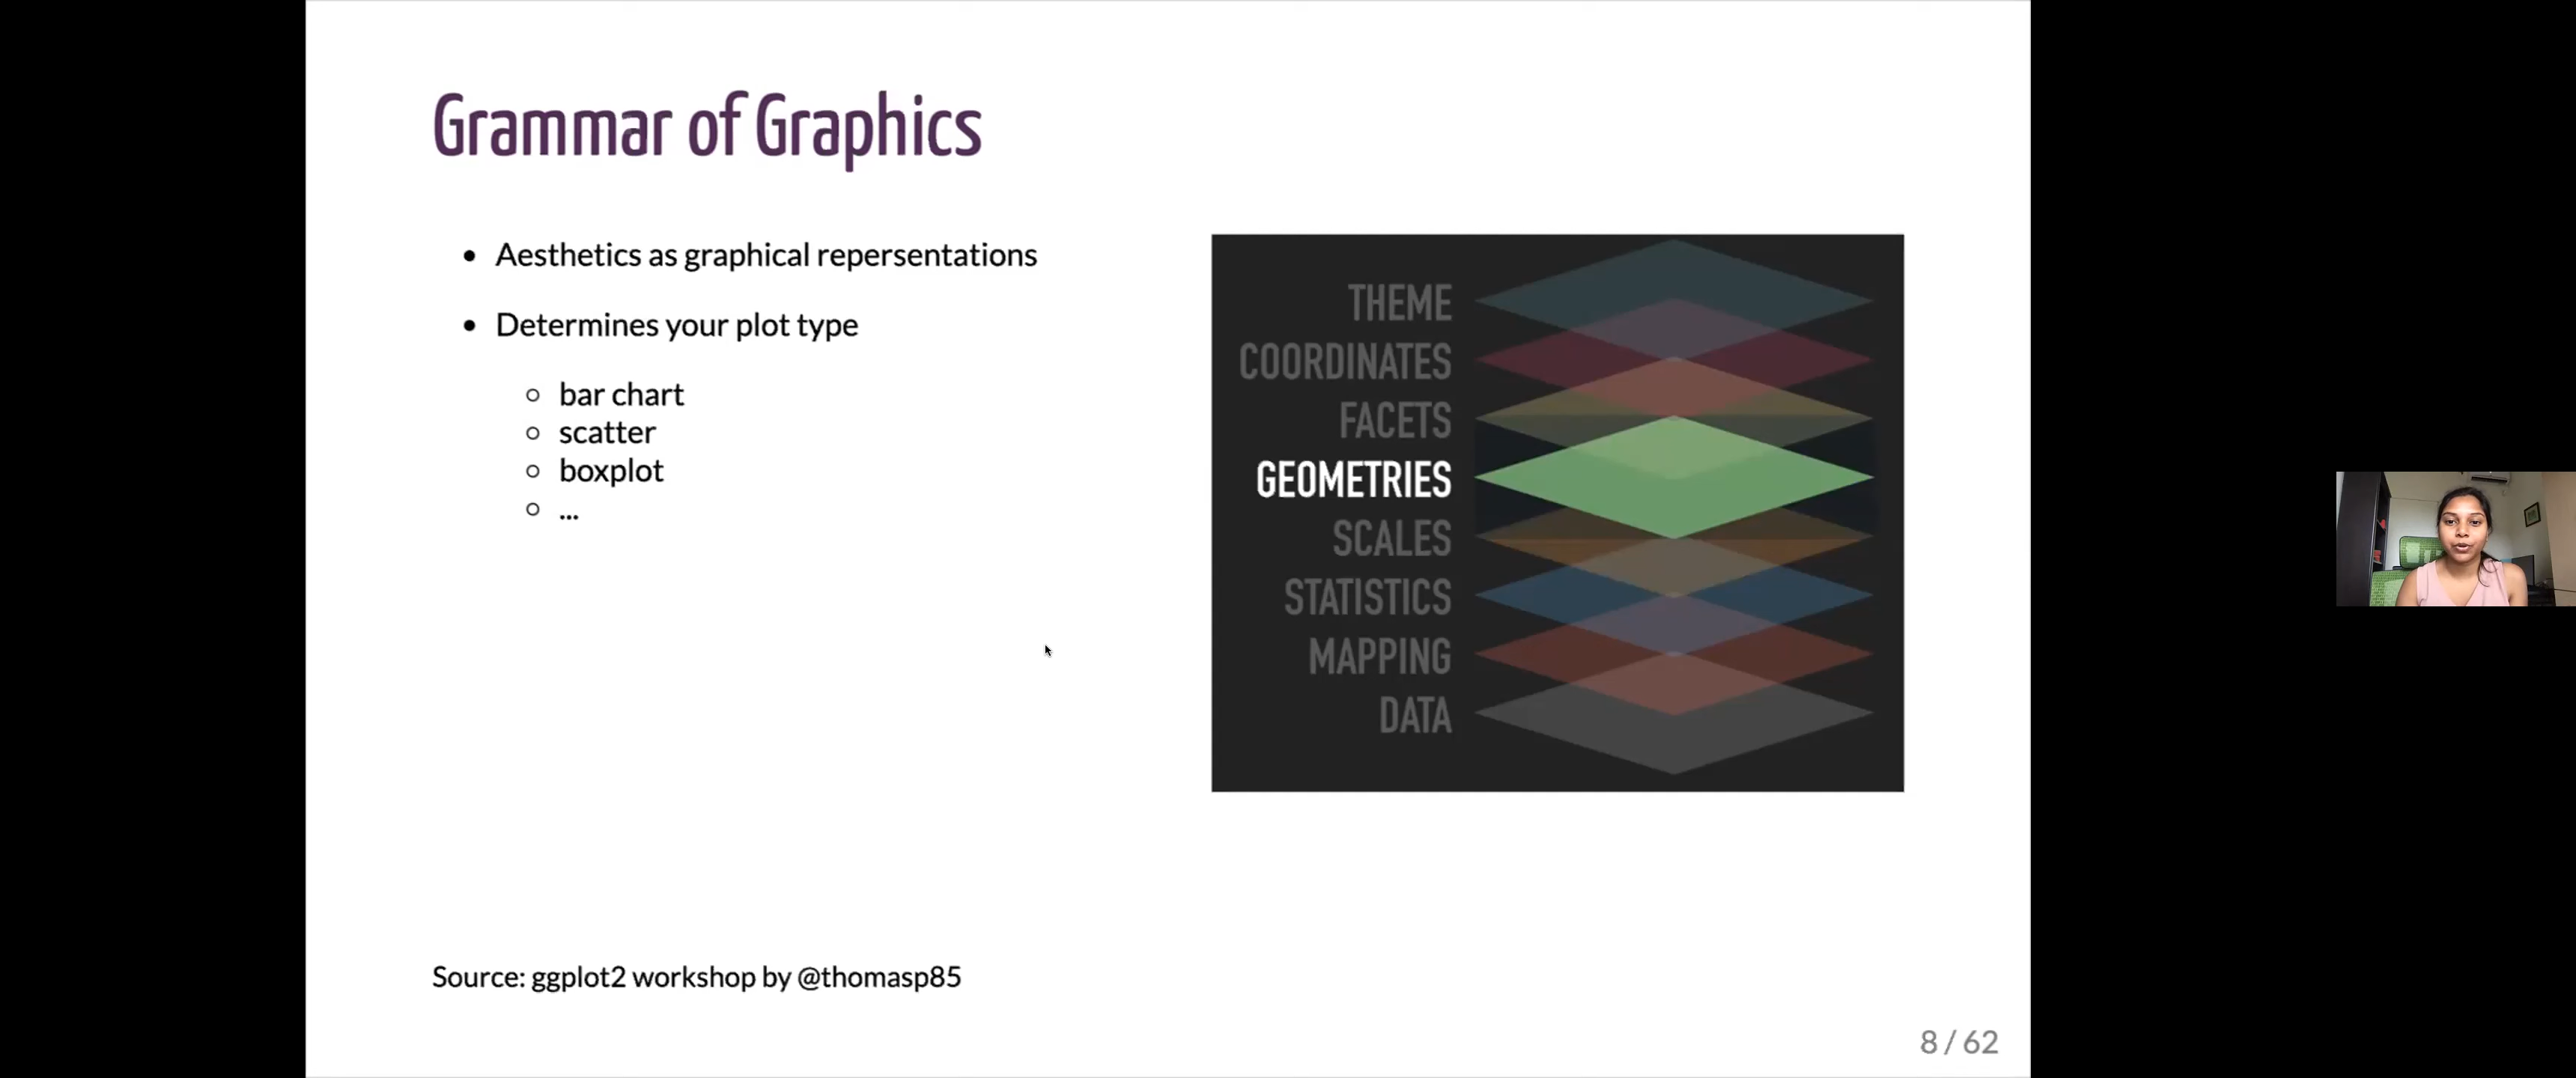 Grammar of Graphics
Aesthetics as graphical repersentations
Determines your plot type
bar chart
scatter
boxplot
...
THEME
COORDINATES
FACETS
GEOMETRIES
SCALES
STATISTICS
MAPPING
DATA
Source: ggplot2 workshop by @thomasp85
8 / 62